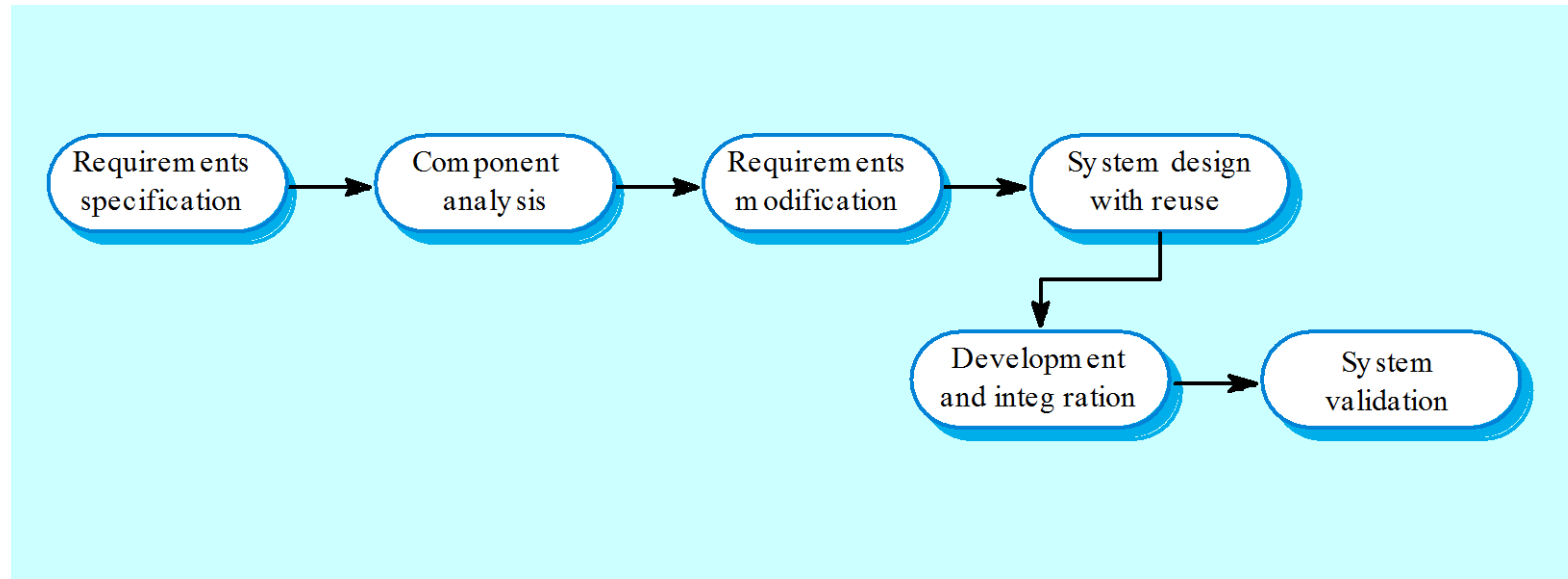 Requirements
specification
Component
analysis
Requirements
modification
System design
with reuse
Development
and integration
System
validation